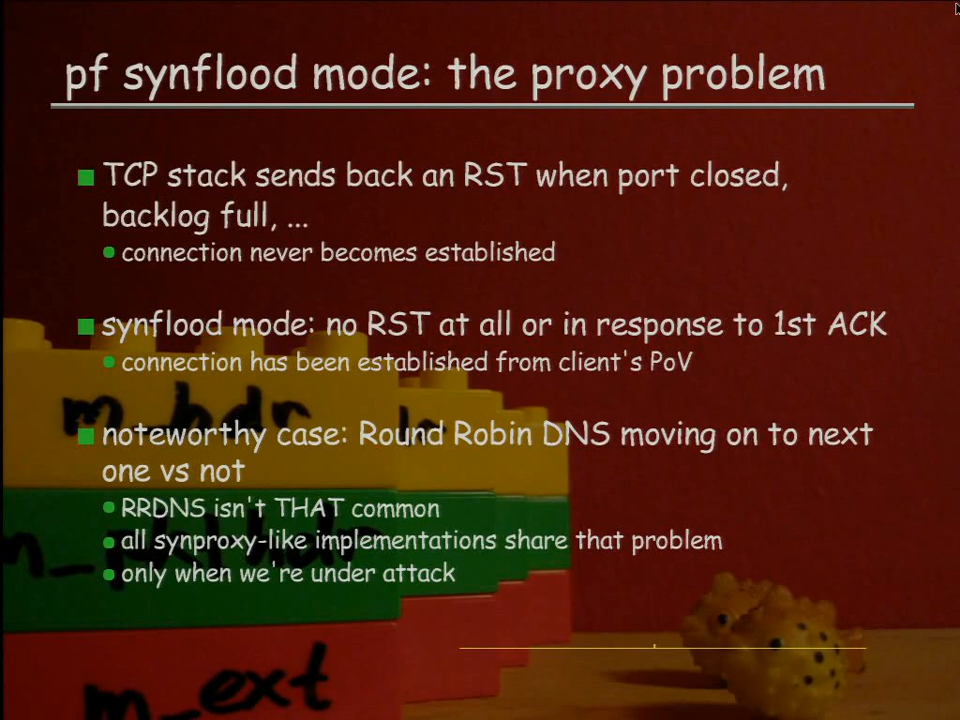 pf synflood mode: the proxy problem
TCP stack sends back an RST when port closed,
backlog full, ...
connection never becomes established
synflood mode: no RST at all or in response to 1st ACK
connection has been established from client's PoV
m_hdr
noteworthy case: Round Robin DNS moving on to next
one vs not
RRDNS isn't THAT common
m_pkthdr
all synproxy-like implementations share that problem
only when we're under attack
m_ext